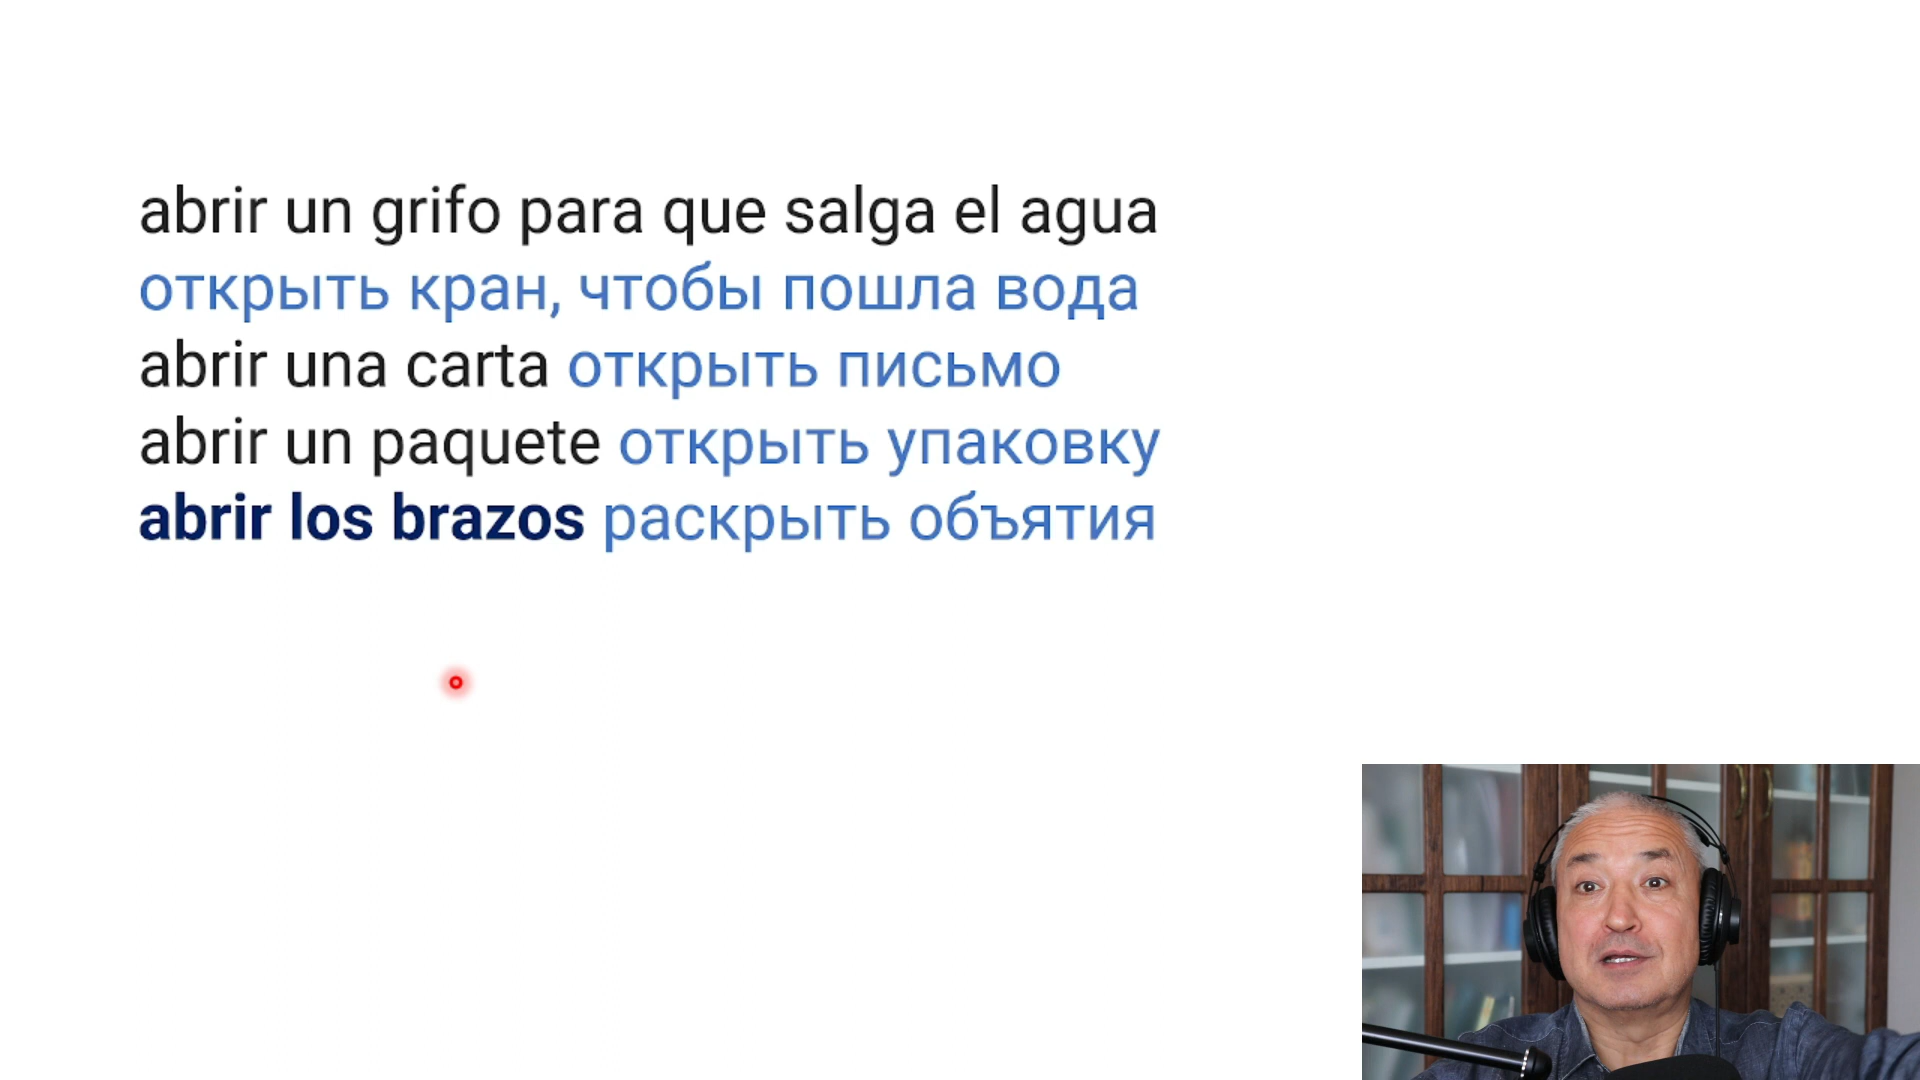 abrir un grifo para que salga el agua
открыть кран, чтобы пошла вода
abrir una carta открыть письмо
abrir un paquete открыть упаковку
abrir los brazos раскрыть объятия